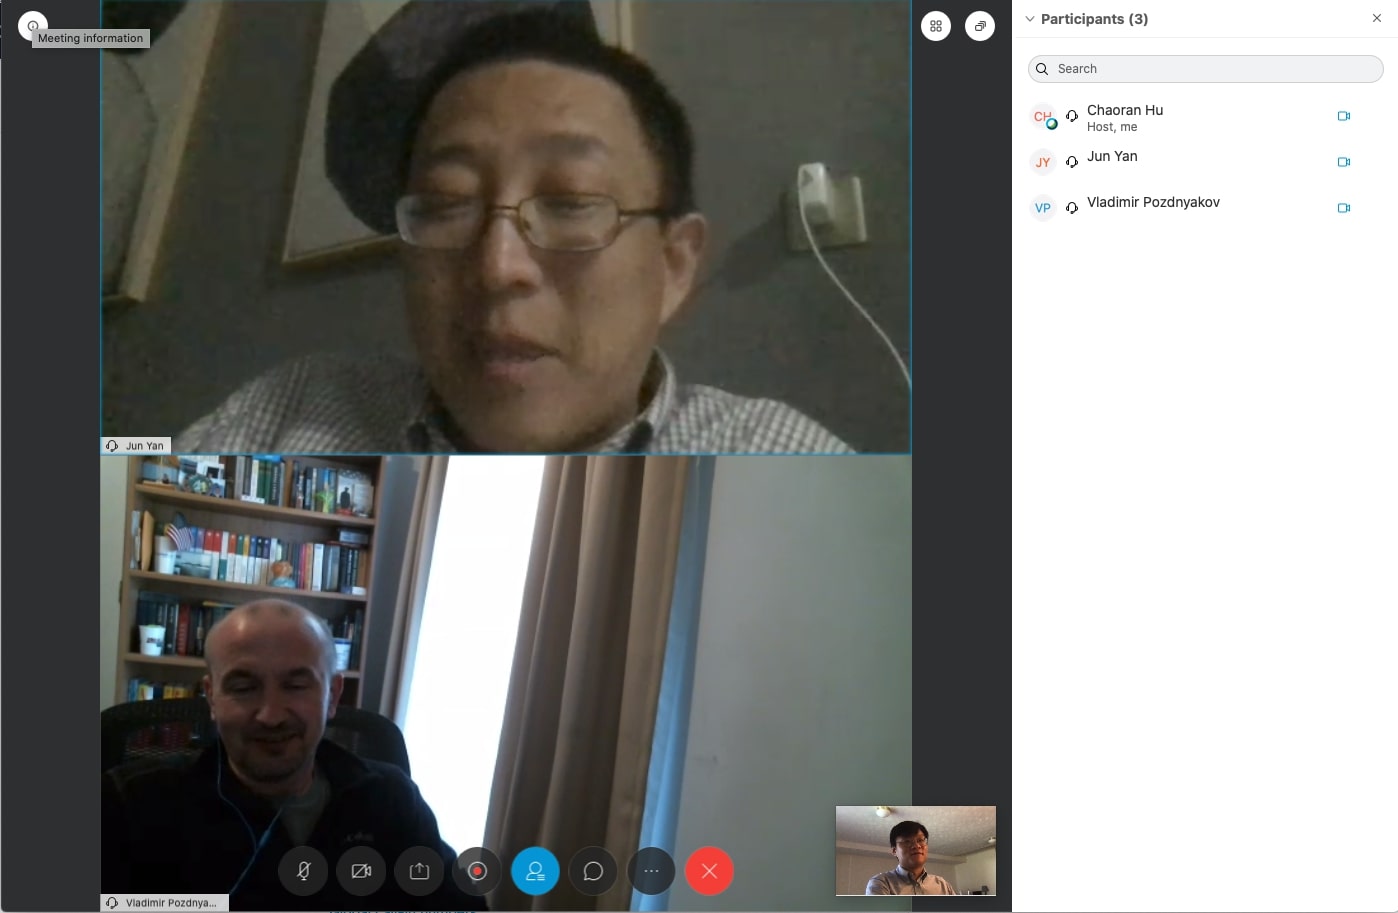 Meeting information
Participants (3)
Search
CH
Chaoran Hu
Host, me
JY
Jun Yan
VP
Vladimir Pozdnyakov
Jun Yan
Vladimir Pozdnya...